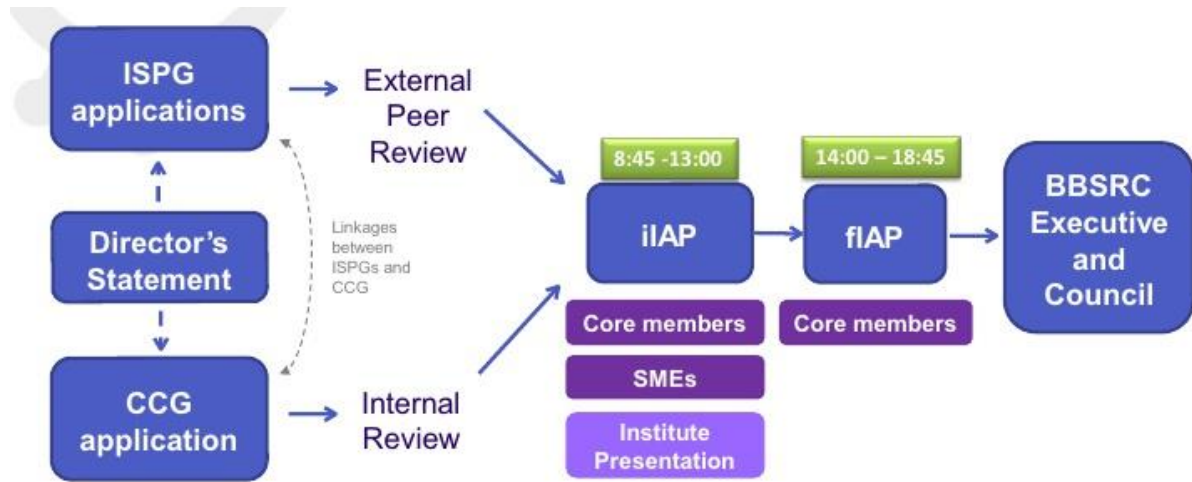 ISPG
applications
External
Peer
Review
8:45 -13:00
14:00 – 18:45
BBSRC
Executive
and
Council
iIAP
fIAP
Director's
Statement
Linkages
between
ISPGs and
CCG
Core members
Core members
SMEs
CCG
application
Internal
Review
Institute
Presentation